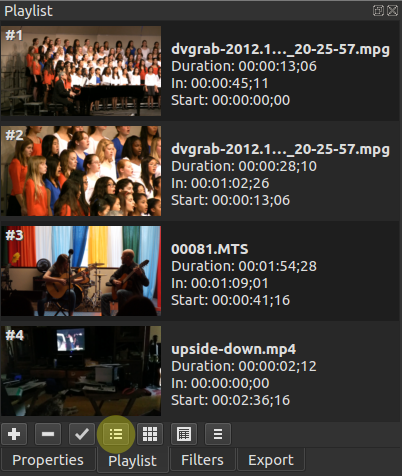 Playlist
#1
dvgrab-2012.1..._20-25-57.mpg
Duration: 00:00:13;06
In: 00:00:45;11
Start: 00:00:00;00
#2
dvgrab-2012.1..._20-25-57.mpg
Duration: 00:00:28;10
In: 00:01:02;26
Start: 00:00:13;06
#3
00081.MTS
Duration: 00:01:54;28
In: 00:01:09;01
Start: 00:00:41;16
#4
upside-down.mp4
Duration: 00:00:02;12
In: 00:00:00;00
Start: 00:02:36;16
Properties Playlist Filters Export